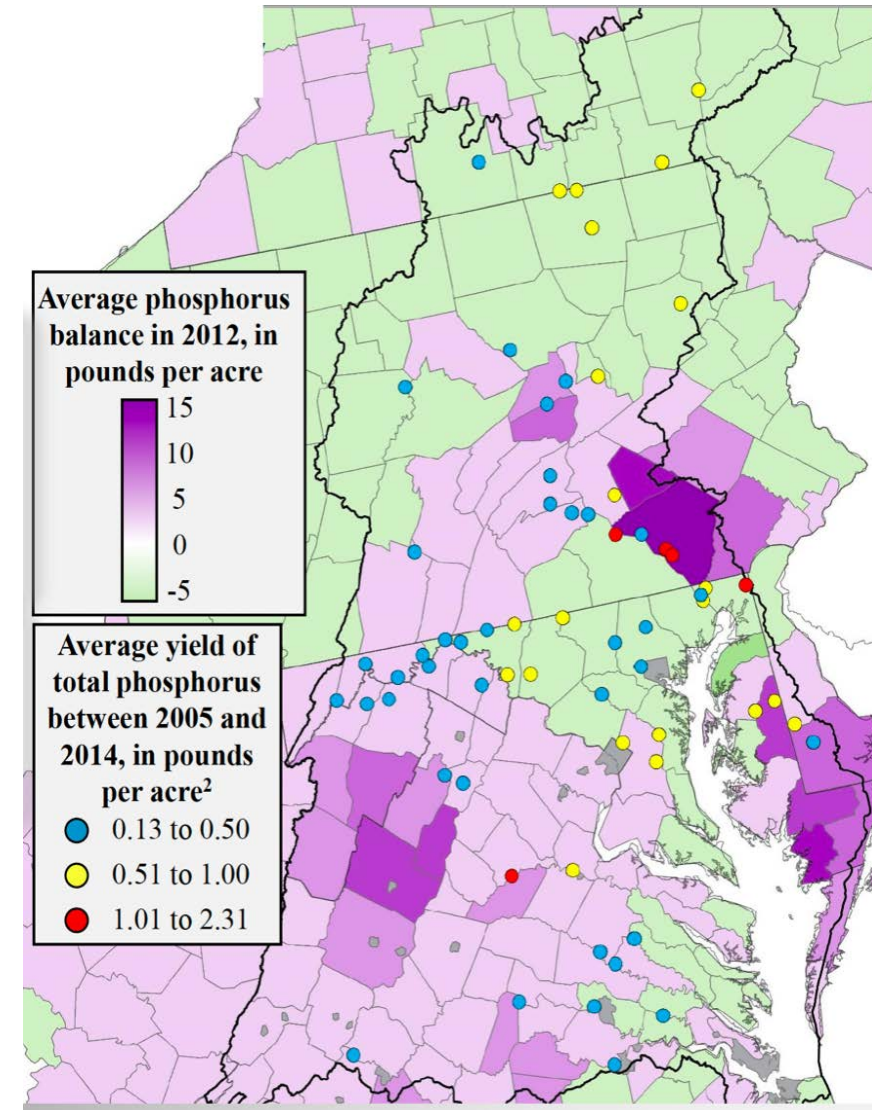 Average phosphorus
balance in 2012, in
pounds per acre
15
10
5
0
-5
Average yield of
total phosphorus
between 2005 and
2014, in pounds
per acre²
0.13 to 0.50
0.51 to 1.00
1.01 to 2.31